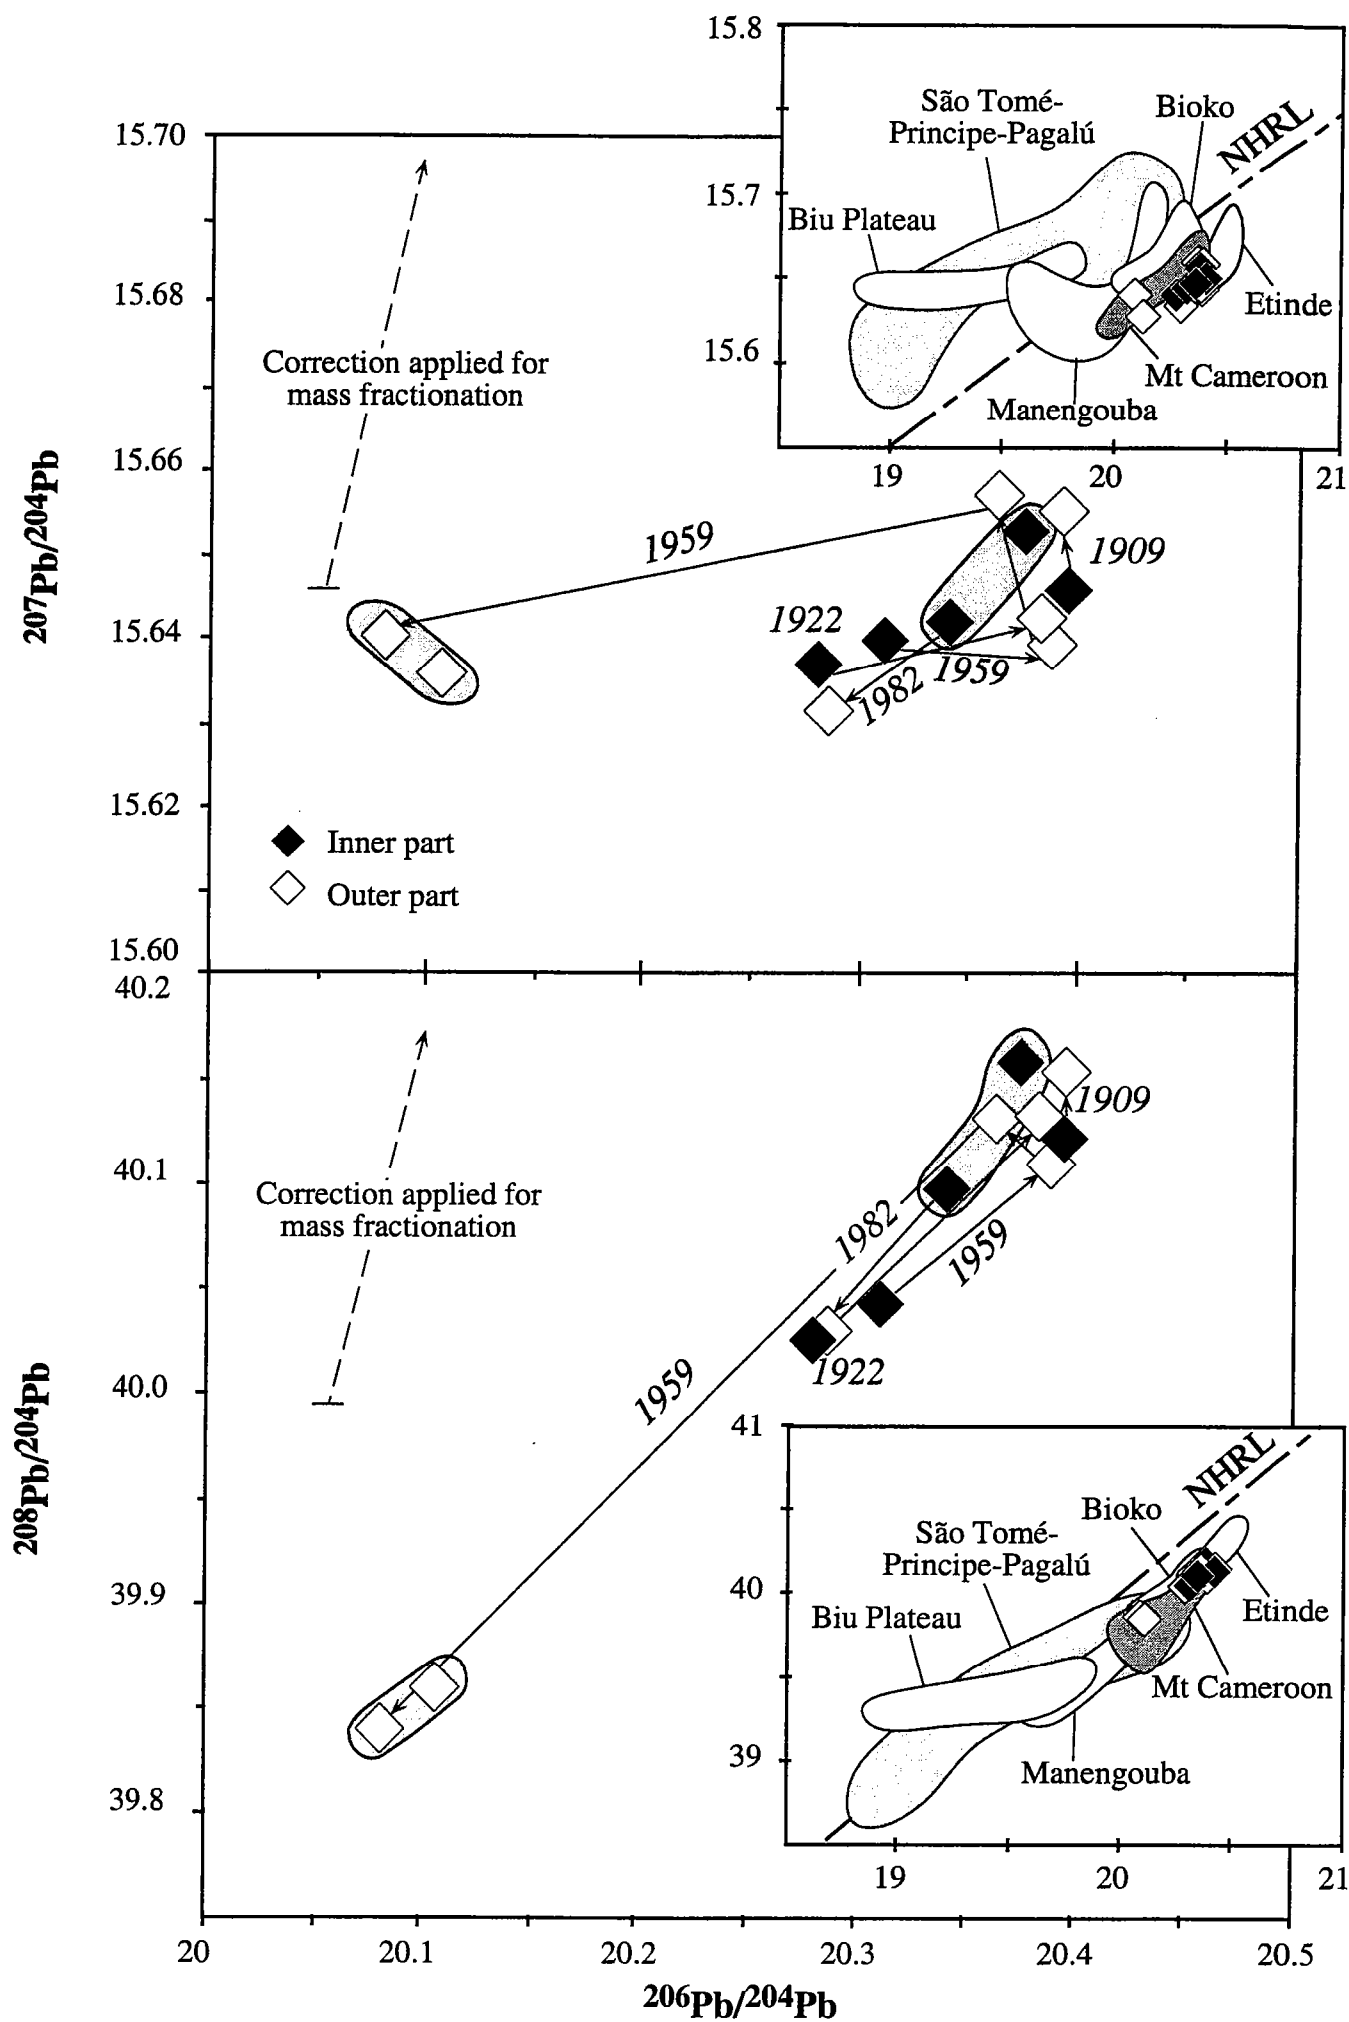 15.8
São Tomé-
Principe-Pagalú
Bioko
NHRL
15.70
15.7
Biu Plateau
15.68
Etinde
Correction applied for
mass fractionation
15.6
Mt Cameroon
Manengouba
15.66
19
20
21
207Pb/204Pb
1959
1909
1922
15.64
1959
1982
15.62
Inner part
Outer part
15.60
40.2
1909
40.1
Correction applied for
mass fractionation
1982
1959
208Pb/204Pb
40.0
1959
1922
41
NHRL
Bioko
São Tomé-
Principe-Pagalú
40
39.9
Biu Plateau
Etinde
Mt Cameroon
39
Manengouba
39.8
19
20
21
20
20.1
20.2
20.3
20.4
20.5
206Pb/204Pb